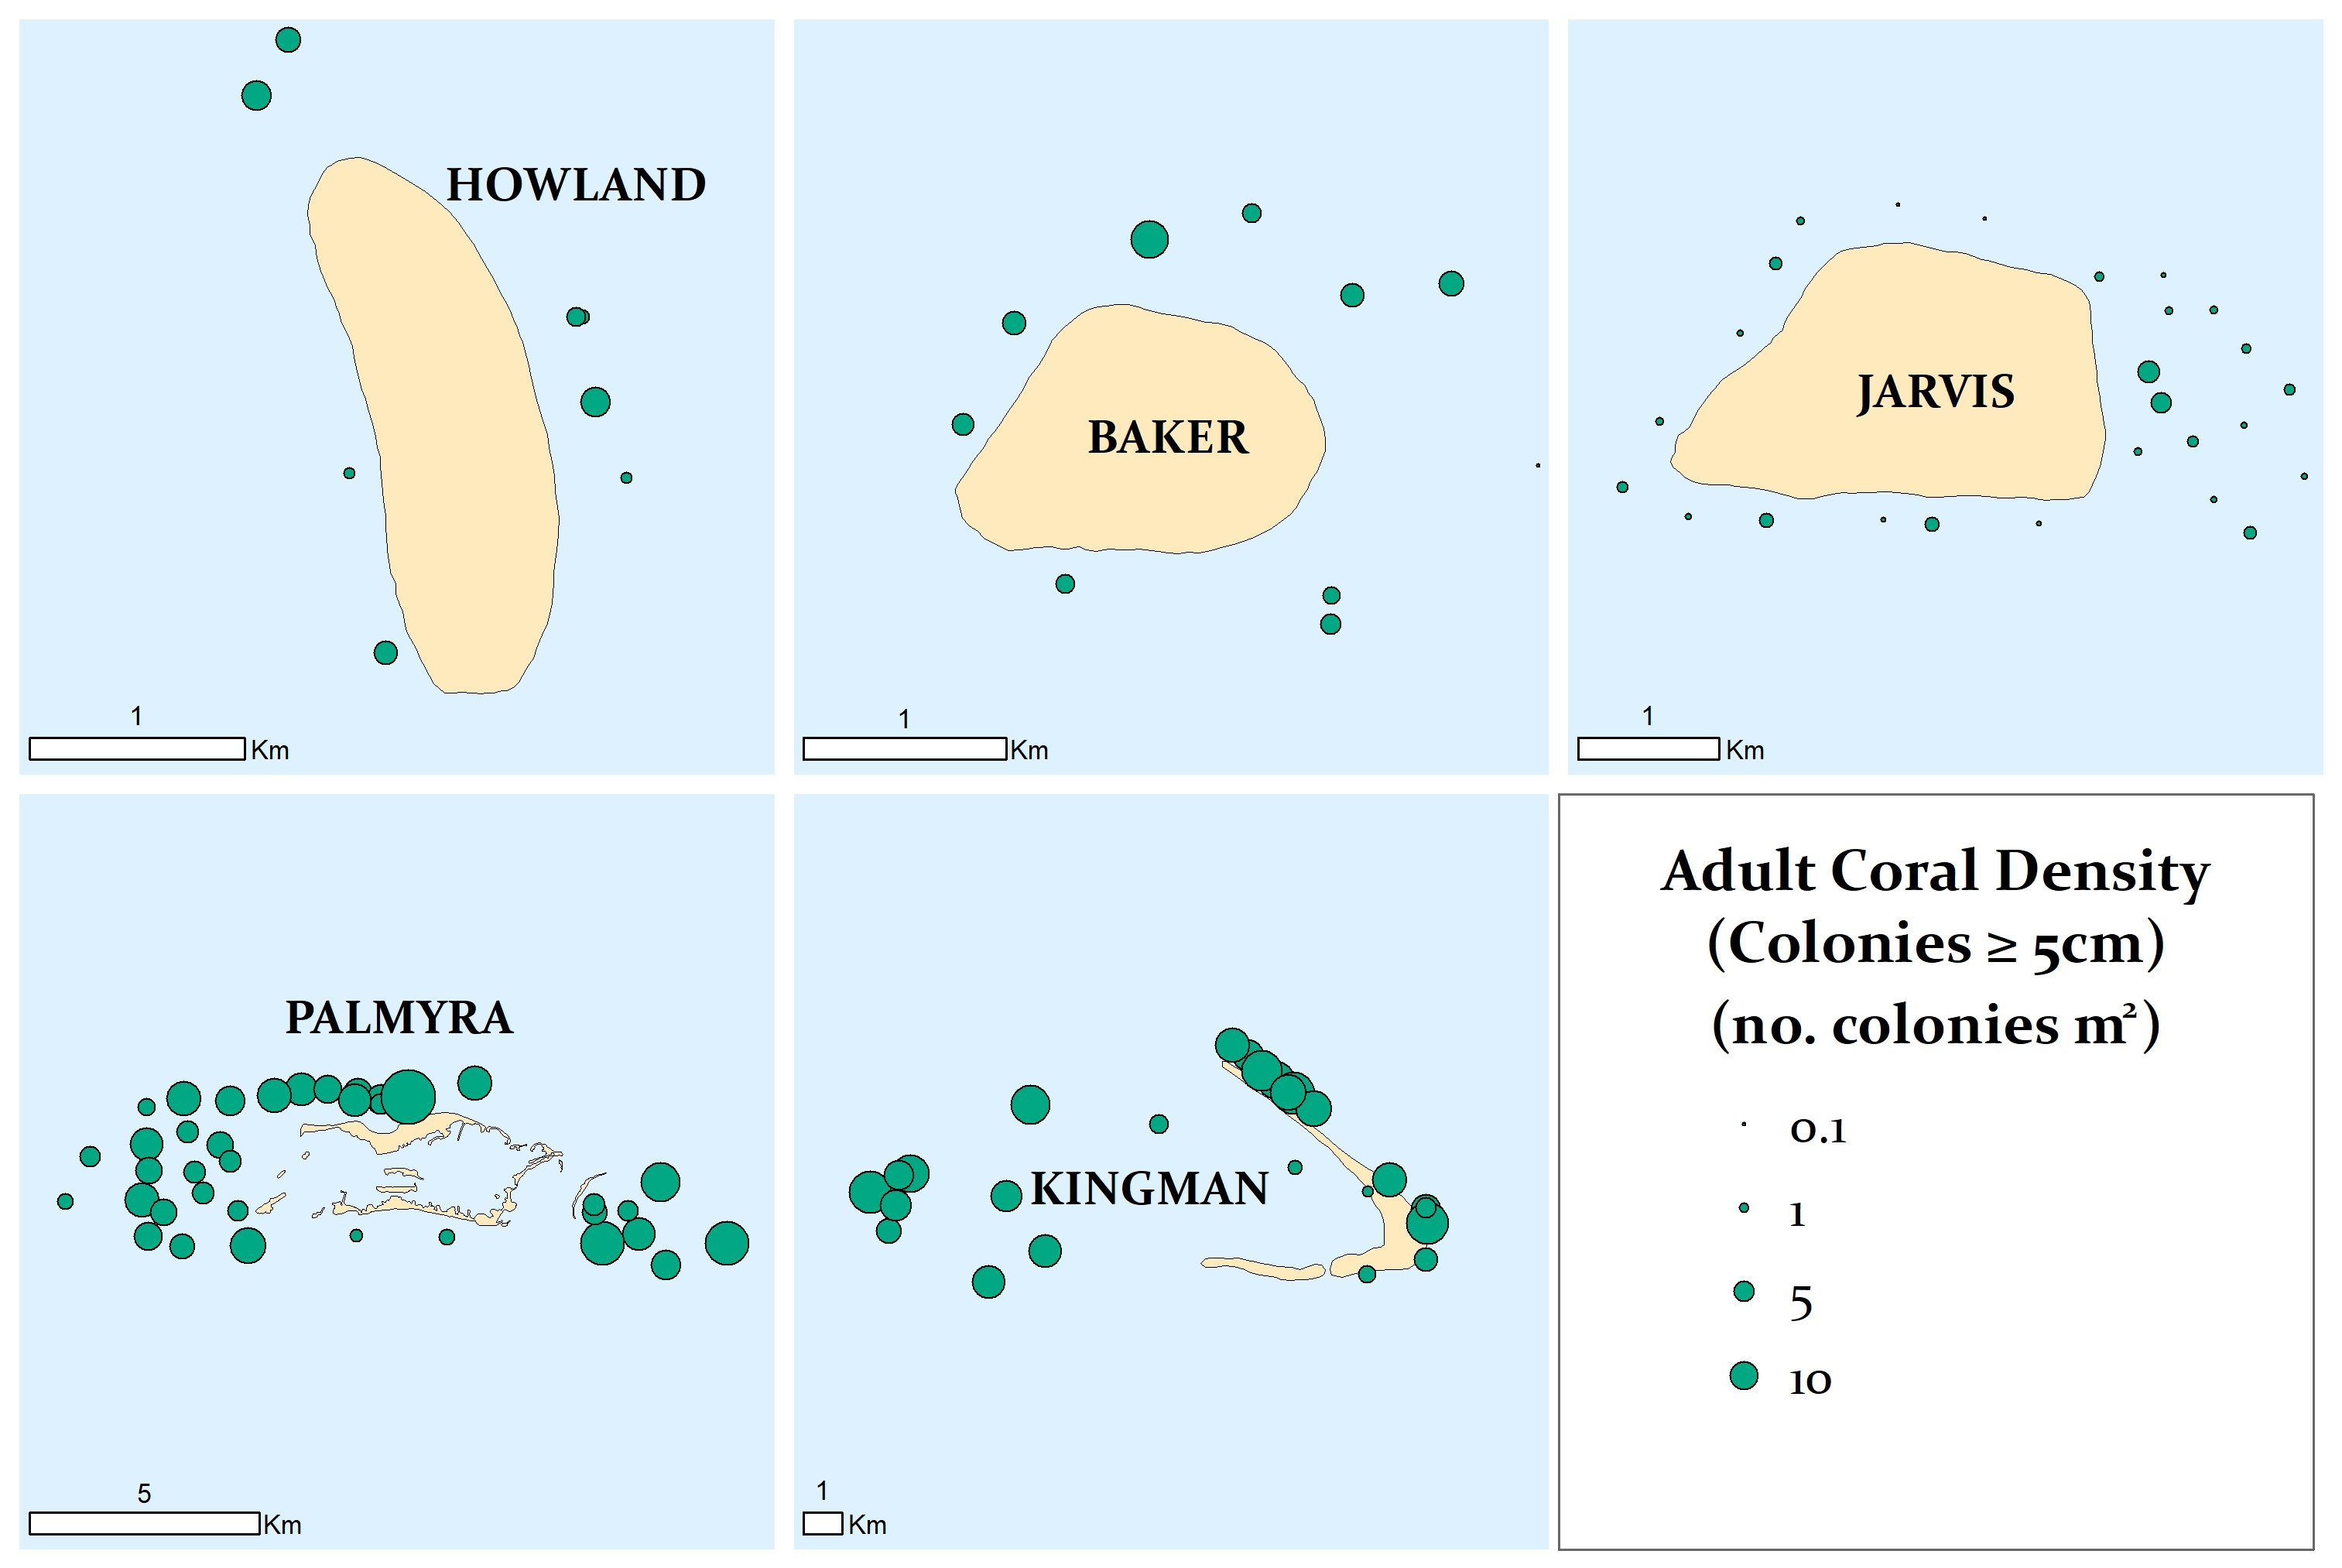 HOWLAND
1
Km
BAKER
1
Km
JARVIS
1
Km
PALMYRA
5
Km
KINGMAN
1
Km
Adult Coral Density
(Colonies ≥ 5cm)
(no. colonies m²)
0.1
1
5
10